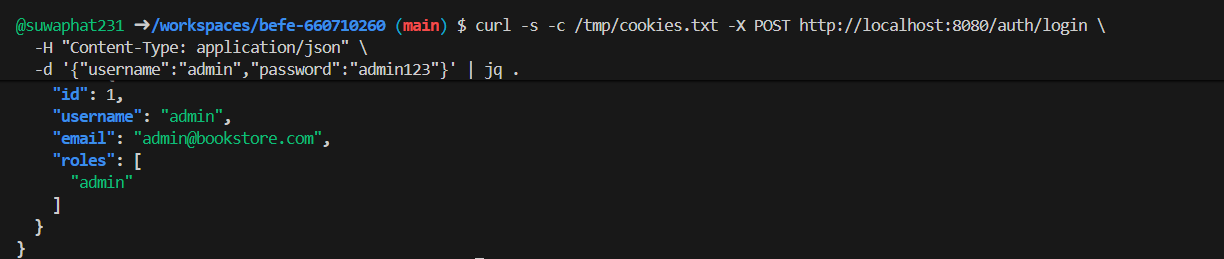 @suwaphat231 ➜/workspaces/befe-660710260 (main) $ curl -s -c /tmp/cookies.txt -X POST http://localhost:8080/auth/login \
  -H "Content-Type: application/json" \
  -d '{"username":"admin","password":"admin123"}' | jq .
    "id": 1,
    "username": "admin",
    "email": "admin@bookstore.com",
    "roles": [
      "admin"
    ]
  }
}